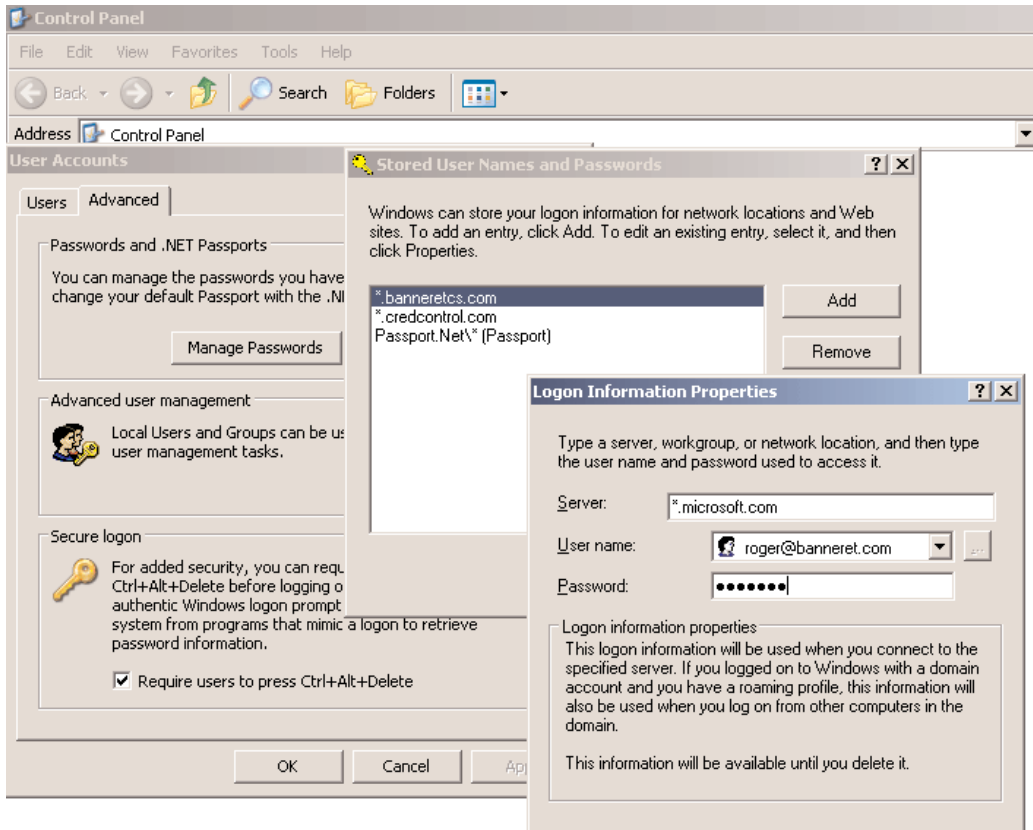 Control Panel
File Edit View Favorites Tools Help
Back Search Folders
Address Control Panel
User Accounts
Users Advanced
Passwords and .NET Passports
You can manage the passwords you have
change your default Passport with the .NE
Manage Passwords
Advanced user management
Local Users and Groups can be us
user management tasks.
Secure logon
For added security, you can requ
Ctrl+Alt+Delete before logging o
authentic Windows logon prompt
system from programs that mimic a logon to retrieve
password information.
Require users to press Ctrl+Alt+Delete
OK Cancel App
Stored User Names and Passwords
Windows can store your logon information for network locations and Web
sites. To add an entry, click Add. To edit an existing entry, select it, and then
click Properties.
*.banneretcs.com
*.credcontrol.com
Passport.Net\* (Passport)
Add
Remove
Logon Information Properties
Type a server, workgroup, or network location, and then type
the user name and password used to access it.
Server: *.microsoft.com
User name: roger@banneret.com
...
Password: ●●●●●●●
Logon information properties
This logon information will be used when you connect to the
specified server. If you logged on to Windows with a domain
account and you have a roaming profile, this information will
also be used when you log on from other computers in the
domain.
This information will be available until you delete it.